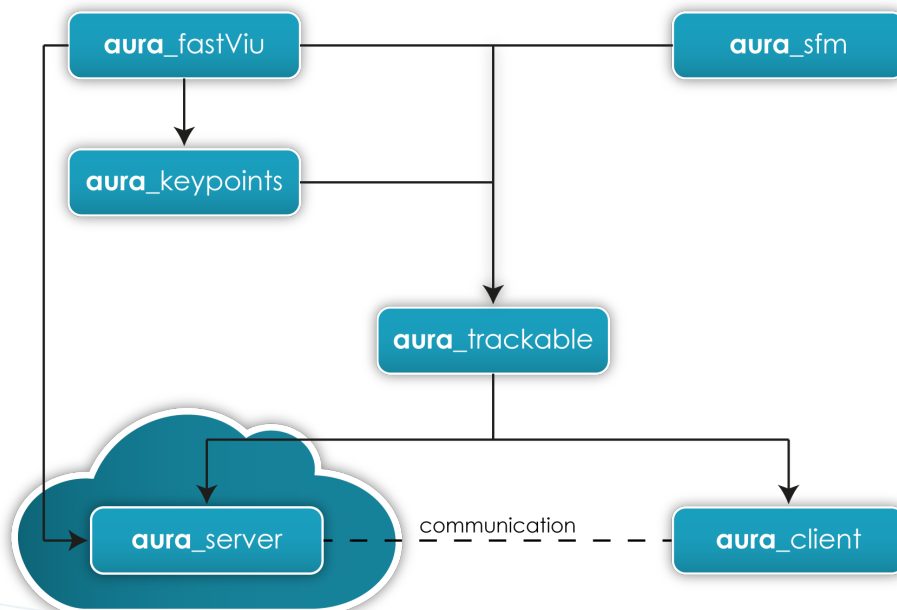 aura_fastViu
aura_sfm
aura_keypoints
aura_trackable
aura_server
communication
aura_client